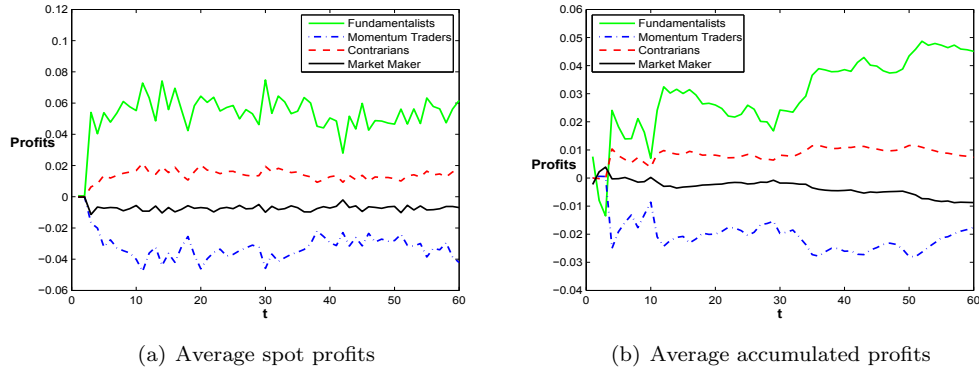 0.12
0.1
0.08
0.06
0.04
Profits
0.02
0
−0.02
−0.04
−0.06
0 10 20 30 40 50 60
t
Fundamentalists
Momentum Traders
Contrarians
Market Maker
(a) Average spot profits
0.06
0.05
0.04
0.03
0.02
0.01
Profits
0
−0.01
−0.02
−0.03
−0.04
0 10 20 30 40 50 60
t
Fundamentalists
Momentum Traders
Contrarians
Market Maker
(b) Average accumulated profits